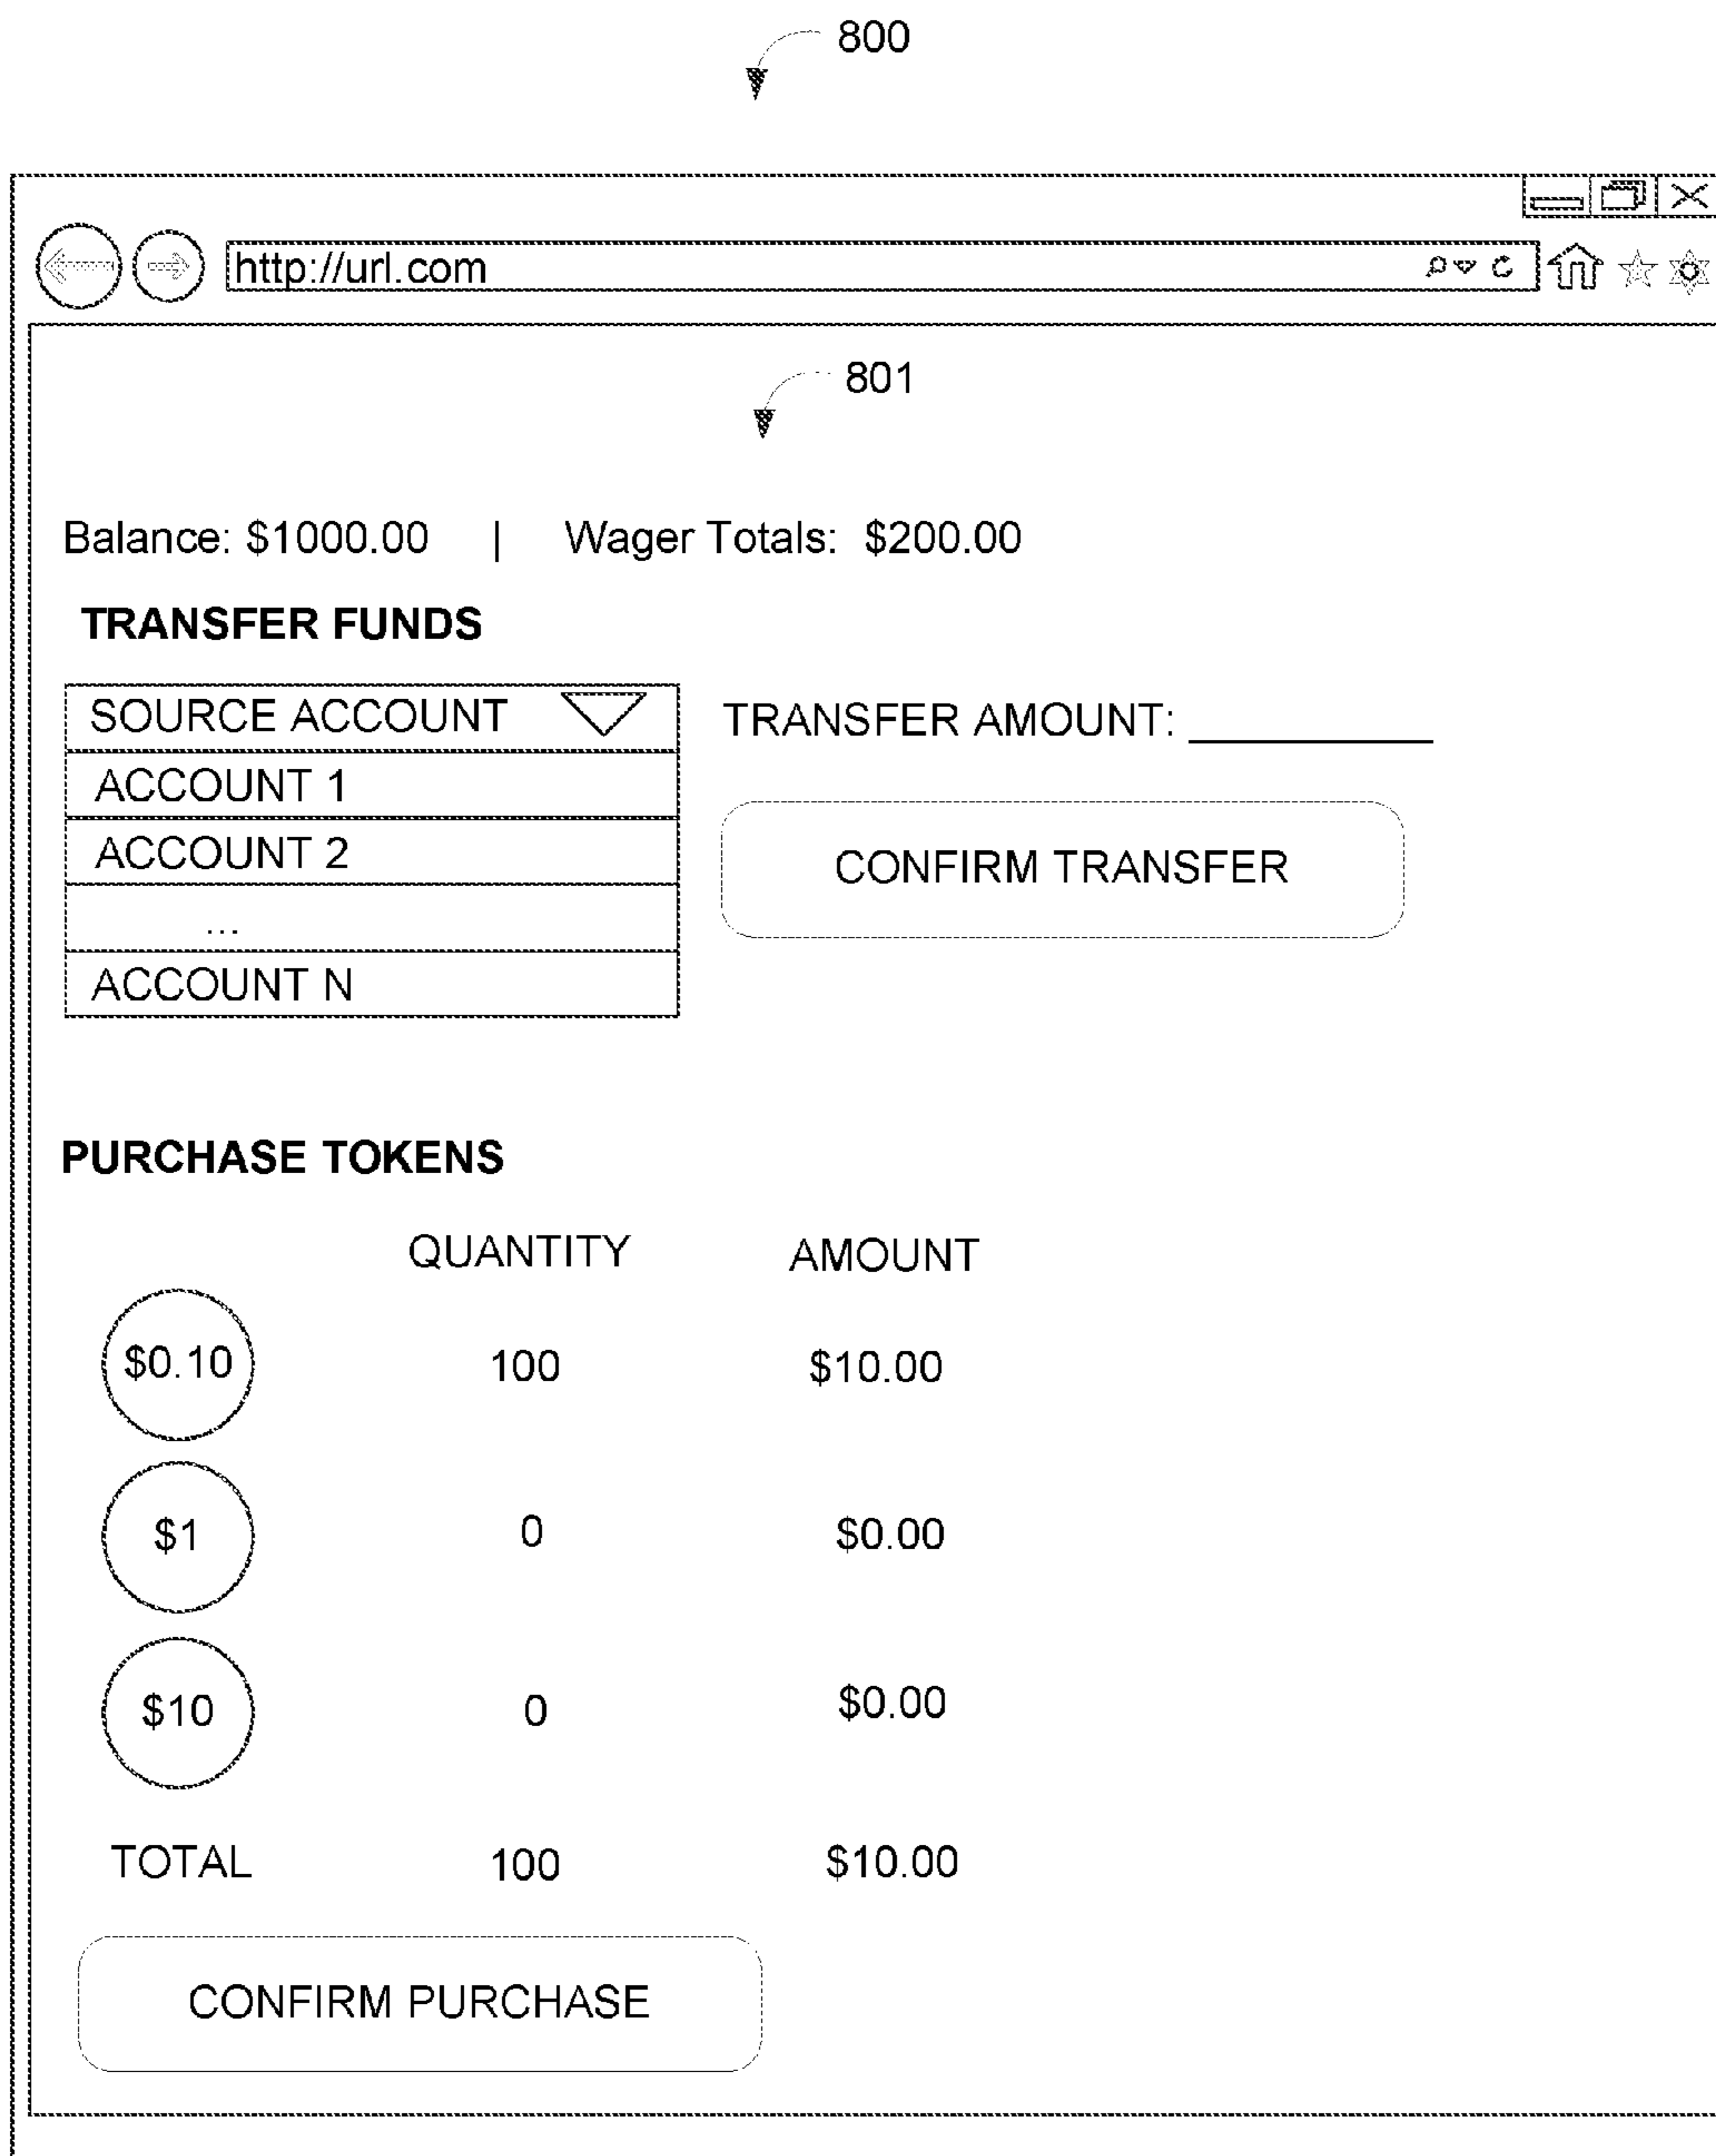 800
http://url.com
801
Balance: $1000.00 | Wager Totals: $200.00
TRANSFER FUNDS
SOURCE ACCOUNT TRANSFER AMOUNT: __________
ACCOUNT 1
ACCOUNT 2 CONFIRM TRANSFER
...
ACCOUNT N
PURCHASE TOKENS
QUANTITY AMOUNT
$0.10 100 $10.00
$1 0 $0.00
$10 0 $0.00
TOTAL 100 $10.00
CONFIRM PURCHASE